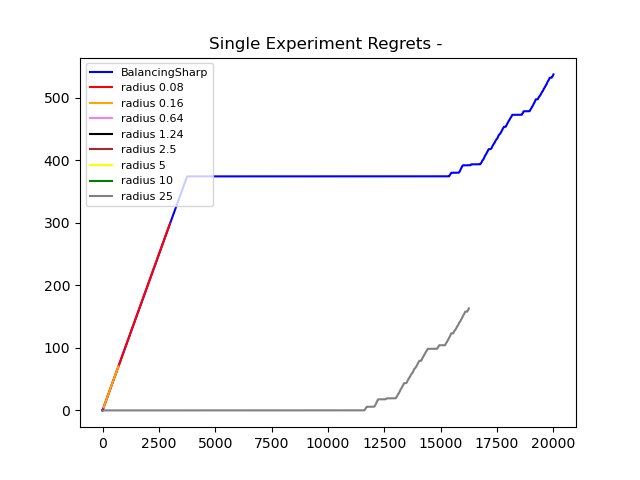 Single Experiment Regrets -
BalancingSharp
radius 0.08
radius 0.16
radius 0.64
radius 1.24
radius 2.5
radius 5
radius 10
radius 25
500
400
300
200
100
0
0 2500 5000 7500 10000 12500 15000 17500 20000